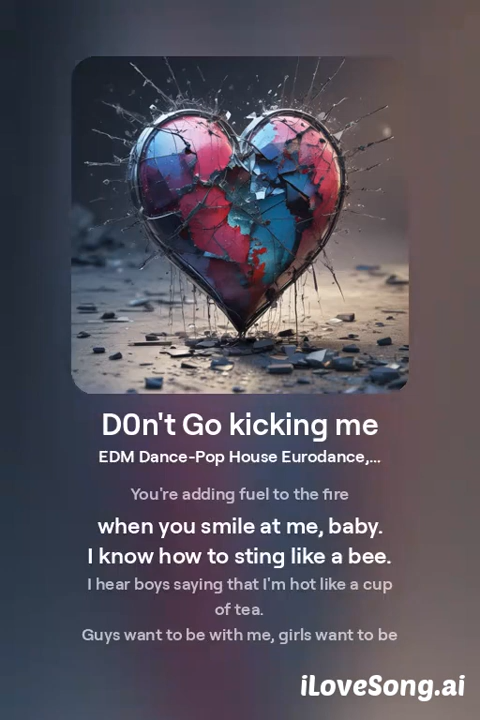 D0n't Go kicking me
EDM Dance-Pop House Eurodance,...
You're adding fuel to the fire
when you smile at me, baby.
I know how to sting like a bee.
I hear boys saying that I'm hot like a cup
of tea.
Guys want to be with me, girls want to be
iLoveSong.ai